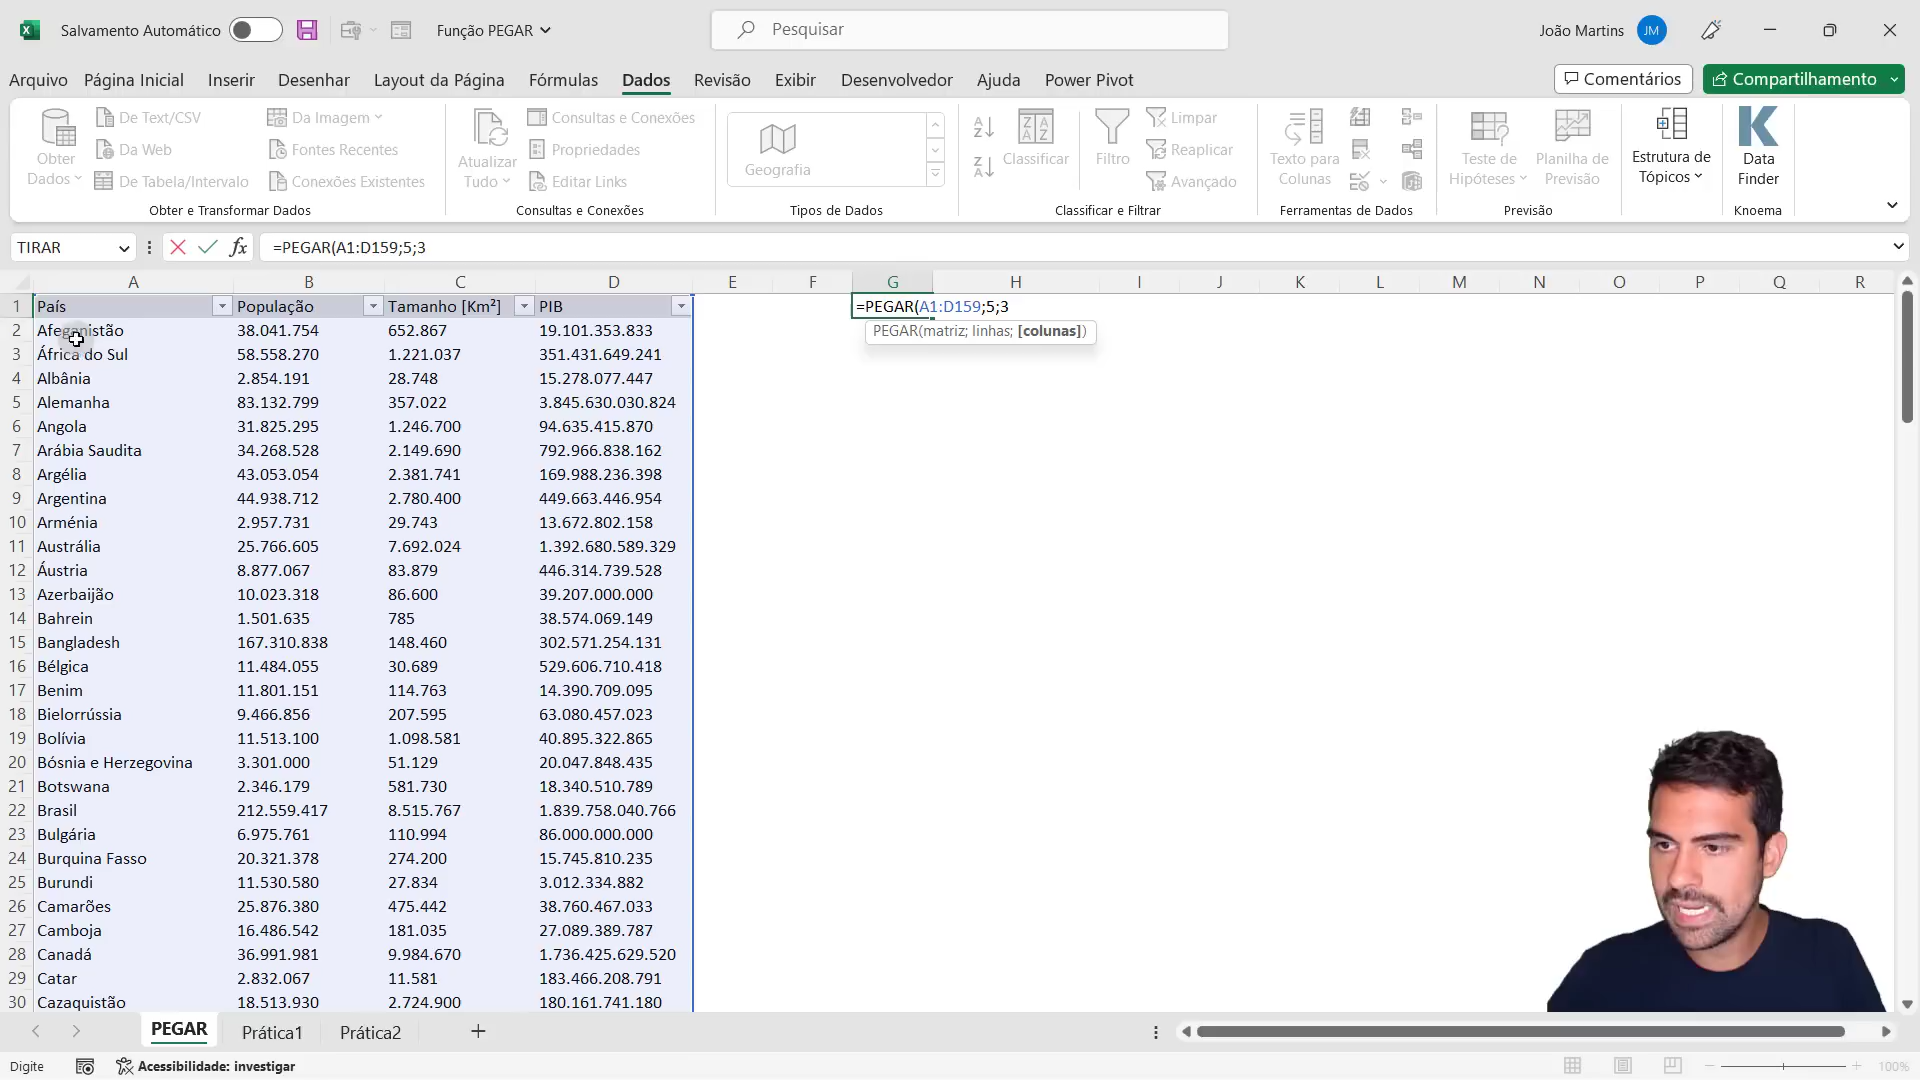 Salvamento Automático
Função PEGAR
Pesquisar
João Martins
JM
Arquivo Página Inicial Inserir Desenhar Layout da Página Fórmulas Dados Revisão Exibir Desenvolvedor Ajuda Power Pivot
Comentários
Compartilhamento
Obter Dados
De Text/CSV
Da Web
De Tabela/Intervalo
Da Imagem
Fontes Recentes
Conexões Existentes
Obter e Transformar Dados
Atualizar Tudo
Consultas e Conexões
Propriedades
Editar Links
Consultas e Conexões
Geografia
Tipos de Dados
Classificar
Filtro
Limpar
Reaplicar
Avançado
Classificar e Filtrar
Texto para Colunas
Ferramentas de Dados
Teste de Hipóteses
Planilha de Previsão
Previsão
Estrutura de Tópicos
Data Finder
Knoema
TIRAR
fx
=PEGAR(A1:D159;5;3
A B C D E F G H I J K L M N O P Q R
1 País População Tamanho [Km²] PIB =PEGAR(A1:D159;5;3
PEGAR(matriz; linhas; [colunas])
2 Afeganistão 38.041.754 652.867 19.101.353.833
3 África do Sul 58.558.270 1.221.037 351.431.649.241
4 Albânia 2.854.191 28.748 15.278.077.447
5 Alemanha 83.132.799 357.022 3.845.630.030.824
6 Angola 31.825.295 1.246.700 94.635.415.870
7 Arábia Saudita 34.268.528 2.149.690 792.966.838.162
8 Argélia 43.053.054 2.381.741 169.988.236.398
9 Argentina 44.938.712 2.780.400 449.663.446.954
10 Arménia 2.957.731 29.743 13.672.802.158
11 Austrália 25.766.605 7.692.024 1.392.680.589.329
12 Áustria 8.877.067 83.879 446.314.739.528
13 Azerbaijão 10.023.318 86.600 39.207.000.000
14 Bahrein 1.501.635 785 38.574.069.149
15 Bangladesh 167.310.838 148.460 302.571.254.131
16 Bélgica 11.484.055 30.689 529.606.710.418
17 Benim 11.801.151 114.763 14.390.709.095
18 Bielorrússia 9.466.856 207.595 63.080.457.023
19 Bolívia 11.513.100 1.098.581 40.895.322.865
20 Bósnia e Herzegovina 3.301.000 51.129 20.047.848.435
21 Botswana 2.346.179 581.730 18.340.510.789
22 Brasil 212.559.417 8.515.767 1.839.758.040.766
23 Bulgária 6.975.761 110.994 86.000.000.000
24 Burquina Fasso 20.321.378 274.200 15.745.810.235
25 Burundi 11.530.580 27.834 3.012.334.882
26 Camarões 25.876.380 475.442 38.760.467.033
27 Camboja 16.486.542 181.035 27.089.389.787
28 Canadá 36.991.981 9.984.670 1.736.425.629.520
29 Catar 2.832.067 11.581 183.466.208.791
30 Cazaquistão 18.513.930 2.724.900 180.161.741.180
PEGAR Prática1 Prática2
Digite
Acessibilidade: investigar
100%